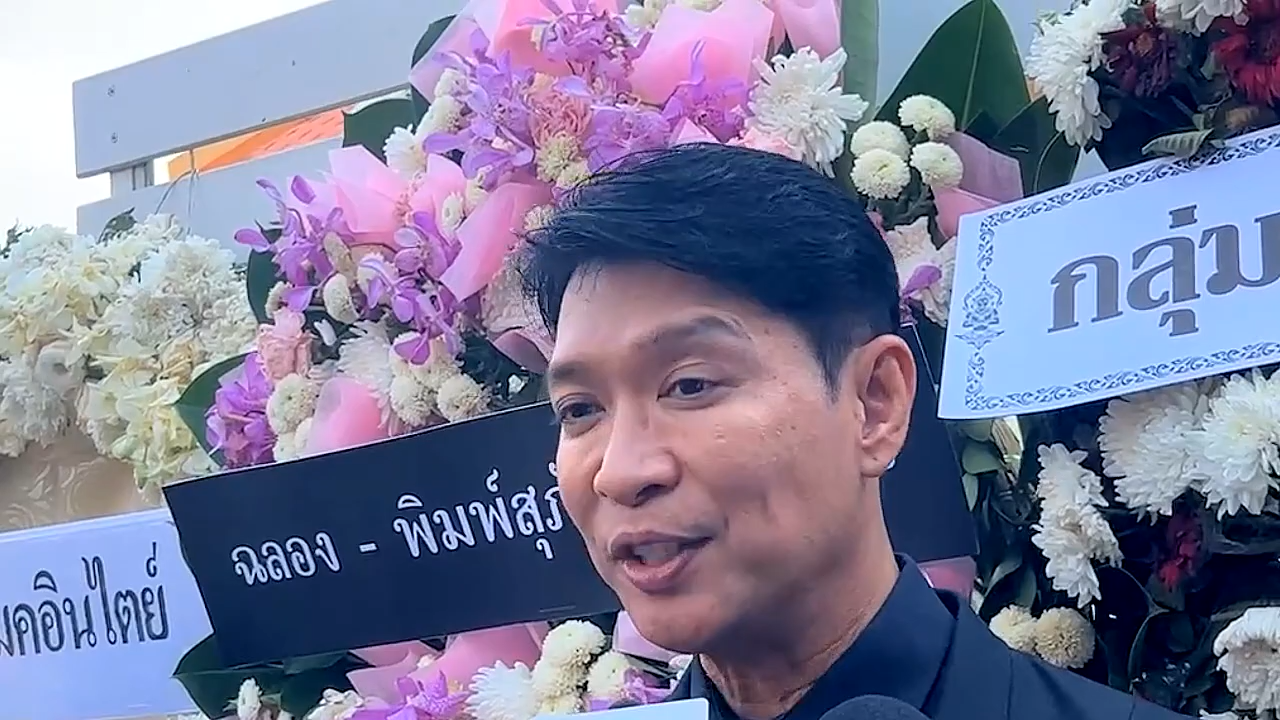 กลุ่ม
ฉลอง - พิมพ์สุ
คอินไตย์